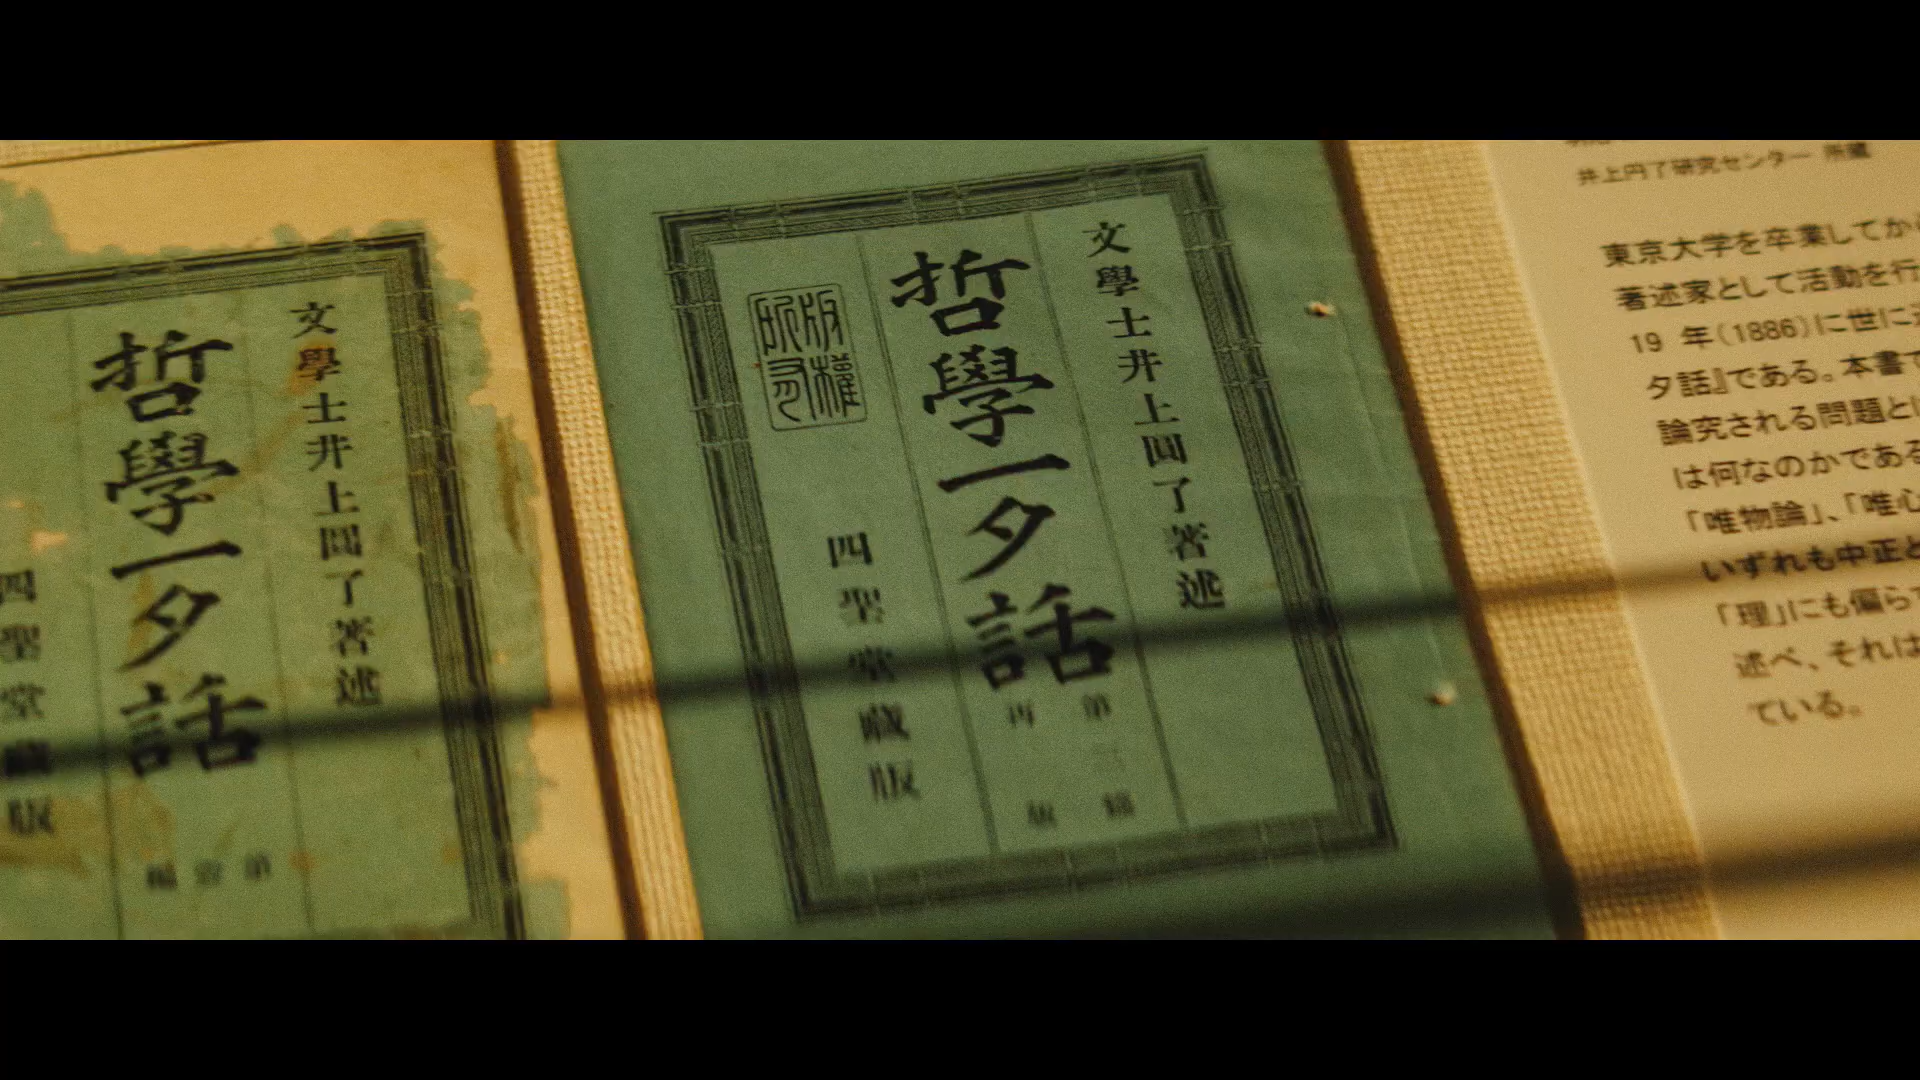 文學士井上圓了著述
哲學一夕話
第二編
再版
版權所有
四聖堂藏版
文學士井上圓了著述
哲學一夕話
第壹編
四聖堂藏版
井上円了研究センター 所蔵
東京大学を卒業してから
著述家として活動を行
19 年(1886)に世に
夕話』である。本書で
論究される問題と
は何なのかである
「唯物論」、「唯心
いずれも中正と
「理」にも偏ら
述べ、それは
ている。